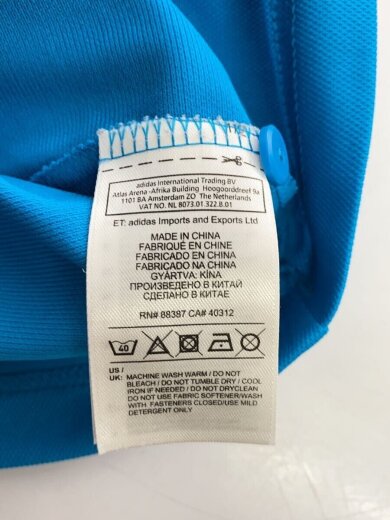 adidas International Trading BV
Atlas Arena -Afrika Building Hoogoorddreef 9a
1101 BA Amsterdam ZO The Netherlands
VAT NO. NL 8073.01.322.B.01
ET: adidas Imports and Exports Ltd
MADE IN CHINA
FABRIQUÉ EN CHINE
FABRICADO EN CHINA
FABRICADO NA CHINA
GYÁRTVA: KÍNA
ПРОИЗВЕДЕНО В КИТАЙ
СДЕЛАНО В КИТАЕ
RN# 88387 CA# 40312
40
US /
UK: MACHINE WASH WARM / DO NOT
BLEACH / DO NOT TUMBLE DRY / COOL
IRON IF NEEDED / DO NOT DRYCLEAN
DO NOT USE FABRIC SOFTENER/WASH
WITH FASTENERS CLOSED/USE MILD
DETERGENT ONLY